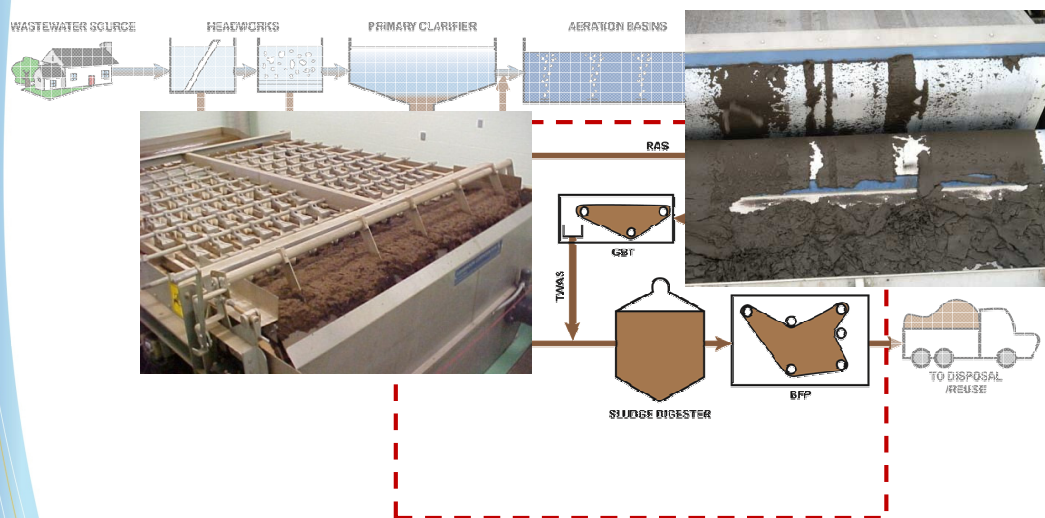 WASTEWATER SOURCE
HEADWORKS
PRIMARY CLARIFIER
AERATION BASINS
RAS
GBT
TWAS
SLUDGE DIGESTER
BFP
TO DISPOSAL
/REUSE